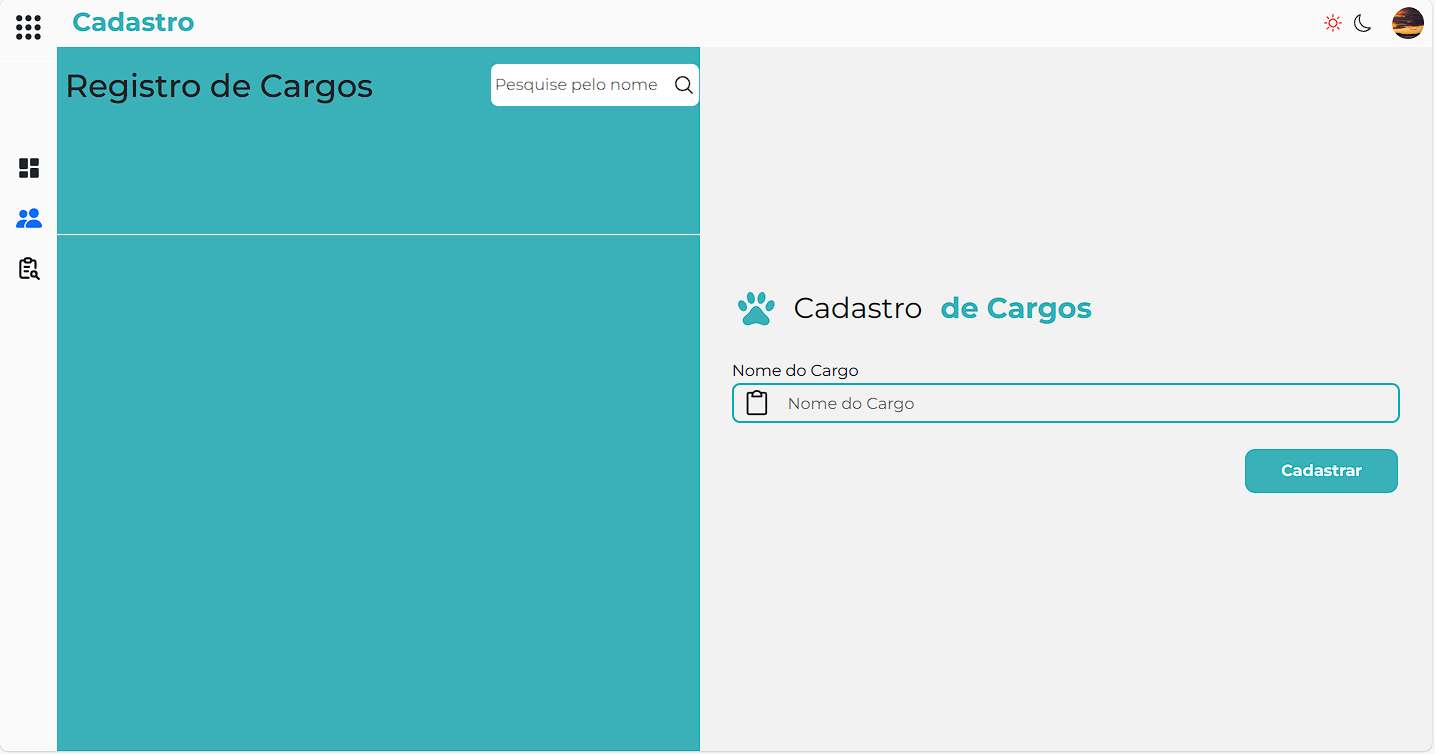 Cadastro
Registro de Cargos
Pesquise pelo nome
Cadastro de Cargos
Nome do Cargo
Nome do Cargo
Cadastrar